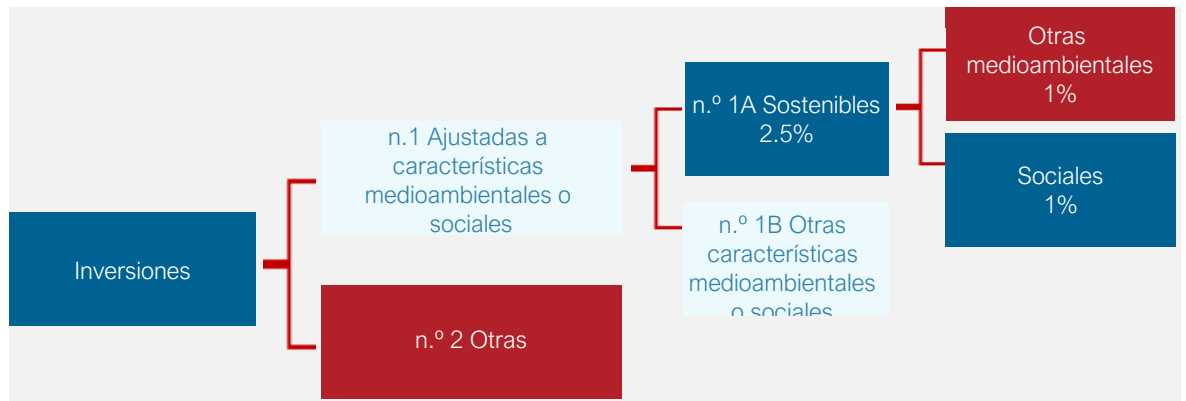 Inversiones
n.1 Ajustadas a
características
medioambientales o
sociales
n.º 2 Otras
n.º 1A Sostenibles
2.5%
n.º 1B Otras
características
medioambientales
o sociales
Otras
medioambientales
1%
Sociales
1%